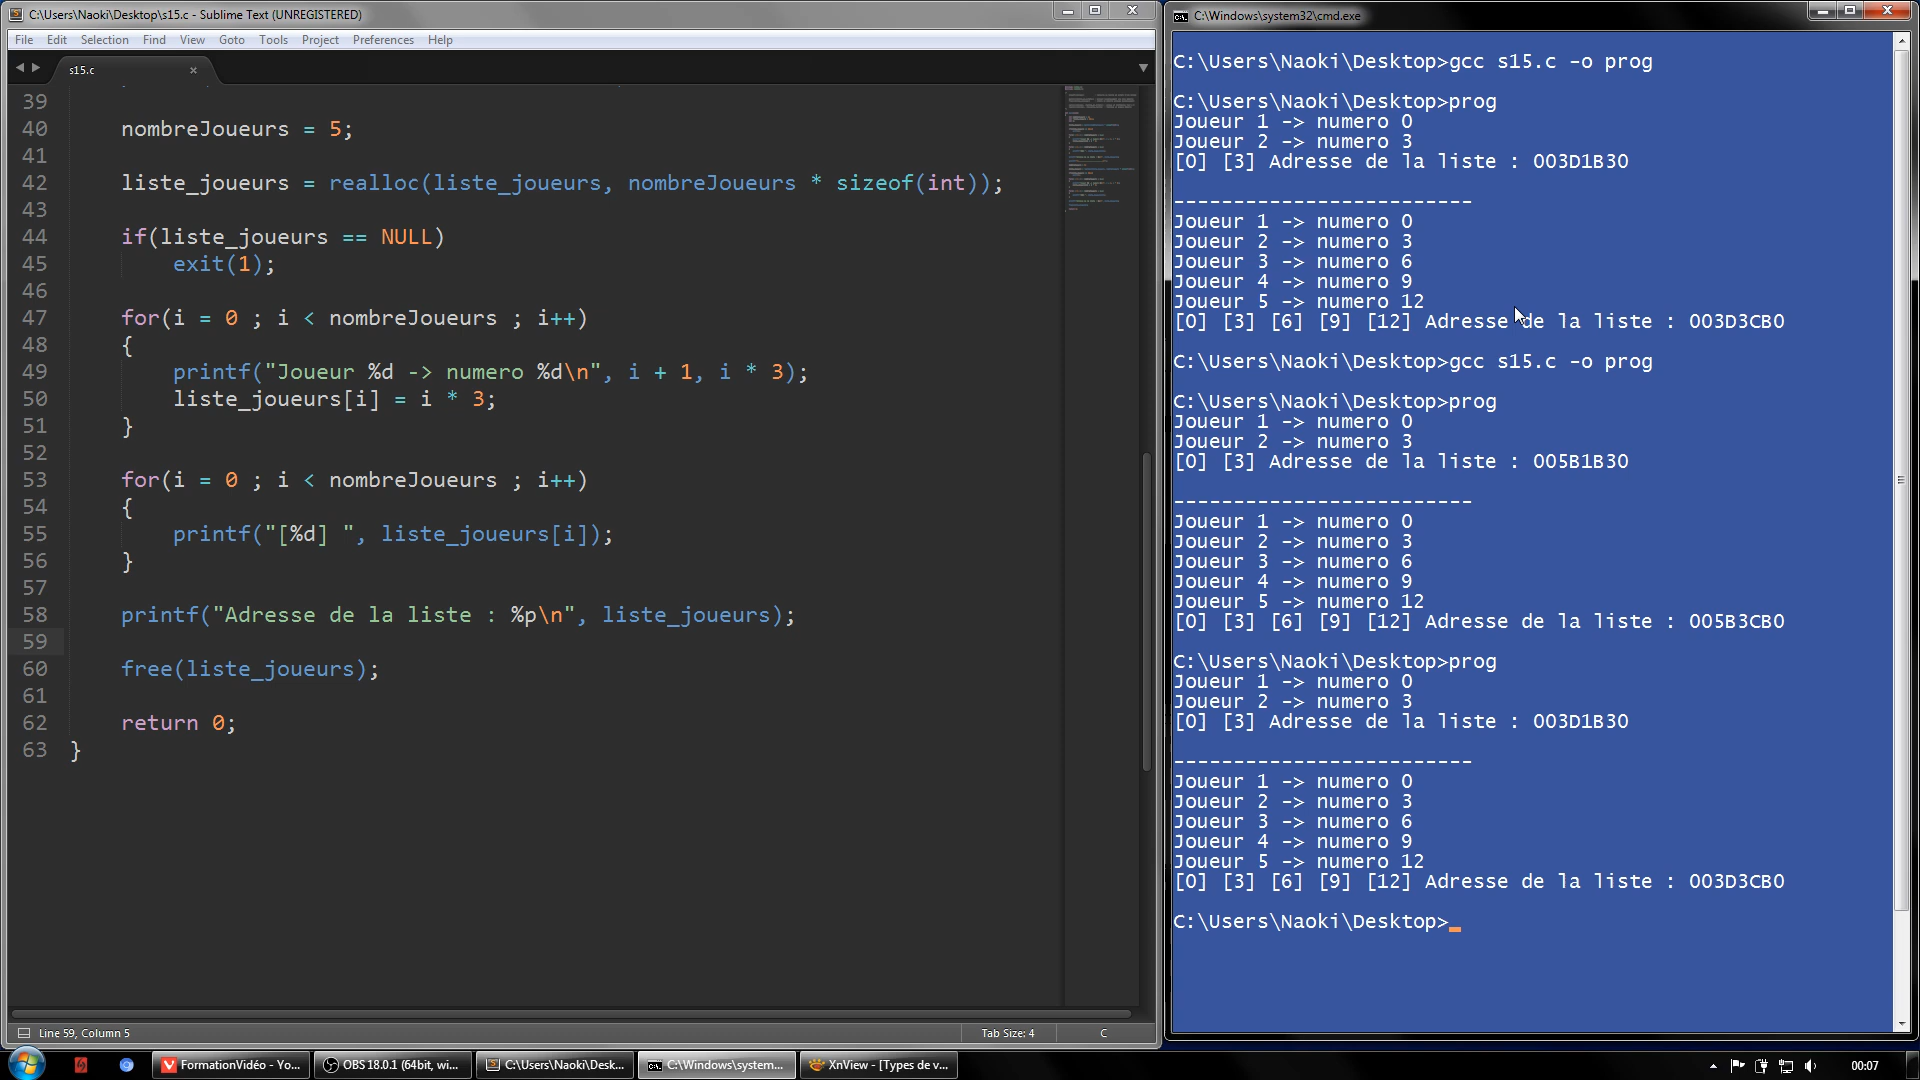 C:\Users\Naoki\Desktop\s15.c - Sublime Text (UNREGISTERED)
File Edit Selection Find View Goto Tools Project Preferences Help
s15.c
39
40 nombreJoueurs = 5;
41
42 liste_joueurs = realloc(liste_joueurs, nombreJoueurs * sizeof(int));
43
44 if(liste_joueurs == NULL)
45 exit(1);
46
47 for(i = 0 ; i < nombreJoueurs ; i++)
48 {
49 printf("Joueur %d -> numero %d\n", i + 1, i * 3);
50 liste_joueurs[i] = i * 3;
51 }
52
53 for(i = 0 ; i < nombreJoueurs ; i++)
54 {
55 printf("[%d] ", liste_joueurs[i]);
56 }
57
58 printf("Adresse de la liste : %p\n", liste_joueurs);
59
60 free(liste_joueurs);
61
62 return 0;
63 }
Line 59, Column 5
Tab Size: 4
C
C:\Windows\system32\cmd.exe
C:\Users\Naoki\Desktop>gcc s15.c -o prog
C:\Users\Naoki\Desktop>prog
Joueur 1 -> numero 0
Joueur 2 -> numero 3
[0] [3] Adresse de la liste : 003D1B30
-------------------------
Joueur 1 -> numero 0
Joueur 2 -> numero 3
Joueur 3 -> numero 6
Joueur 4 -> numero 9
Joueur 5 -> numero 12
[0] [3] [6] [9] [12] Adresse de la liste : 003D3CB0
C:\Users\Naoki\Desktop>gcc s15.c -o prog
C:\Users\Naoki\Desktop>prog
Joueur 1 -> numero 0
Joueur 2 -> numero 3
[0] [3] Adresse de la liste : 005B1B30
-------------------------
Joueur 1 -> numero 0
Joueur 2 -> numero 3
Joueur 3 -> numero 6
Joueur 4 -> numero 9
Joueur 5 -> numero 12
[0] [3] [6] [9] [12] Adresse de la liste : 005B3CB0
C:\Users\Naoki\Desktop>prog
Joueur 1 -> numero 0
Joueur 2 -> numero 3
[0] [3] Adresse de la liste : 003D1B30
-------------------------
Joueur 1 -> numero 0
Joueur 2 -> numero 3
Joueur 3 -> numero 6
Joueur 4 -> numero 9
Joueur 5 -> numero 12
[0] [3] [6] [9] [12] Adresse de la liste : 003D3CB0
C:\Users\Naoki\Desktop>_
FormationVidéo - Yo...
OBS 18.0.1 (64bit, wi...
C:\Users\Naoki\Desk...
C:\Windows\system...
XnView - [Types de v...
00:07